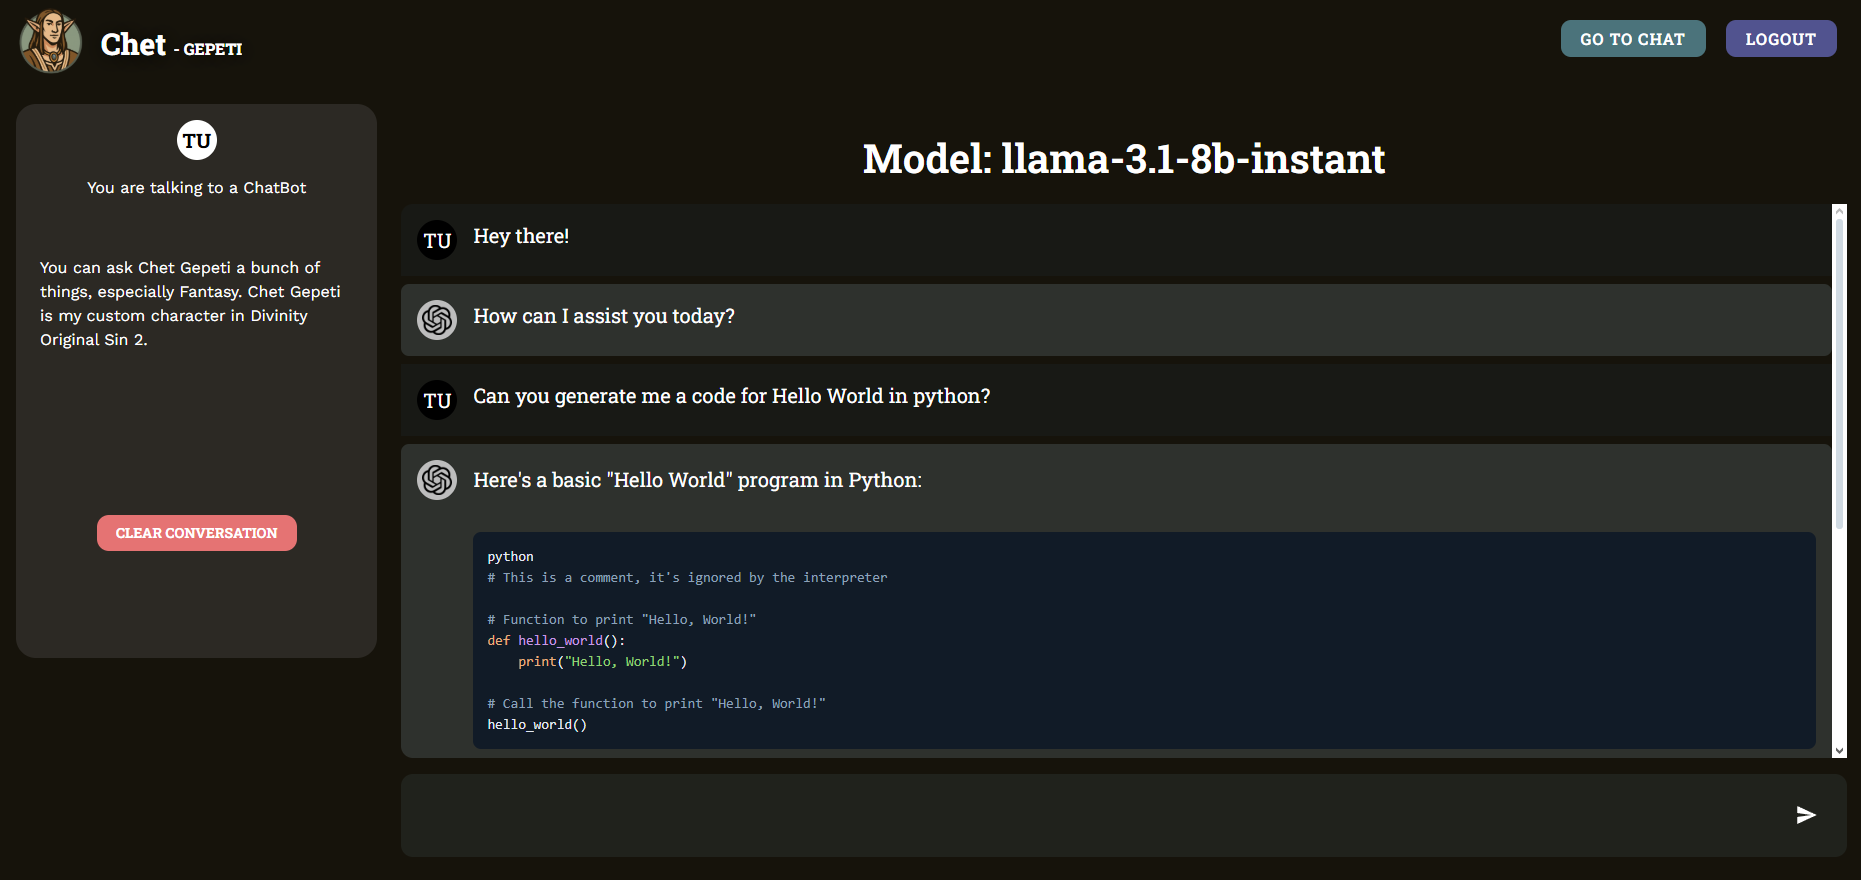 Chet - GEPETI
GO TO CHAT
LOGOUT
TU
You are talking to a ChatBot
You can ask Chet Gepeti a bunch of
things, especially Fantasy. Chet Gepeti
is my custom character in Divinity
Original Sin 2.
CLEAR CONVERSATION
Model: llama-3.1-8b-instant
TU
Hey there!
How can I assist you today?
TU
Can you generate me a code for Hello World in python?
Here's a basic "Hello World" program in Python:
python
# This is a comment, it's ignored by the interpreter
# Function to print "Hello, World!"
def hello_world():
    print("Hello, World!")
# Call the function to print "Hello, World!"
hello_world()